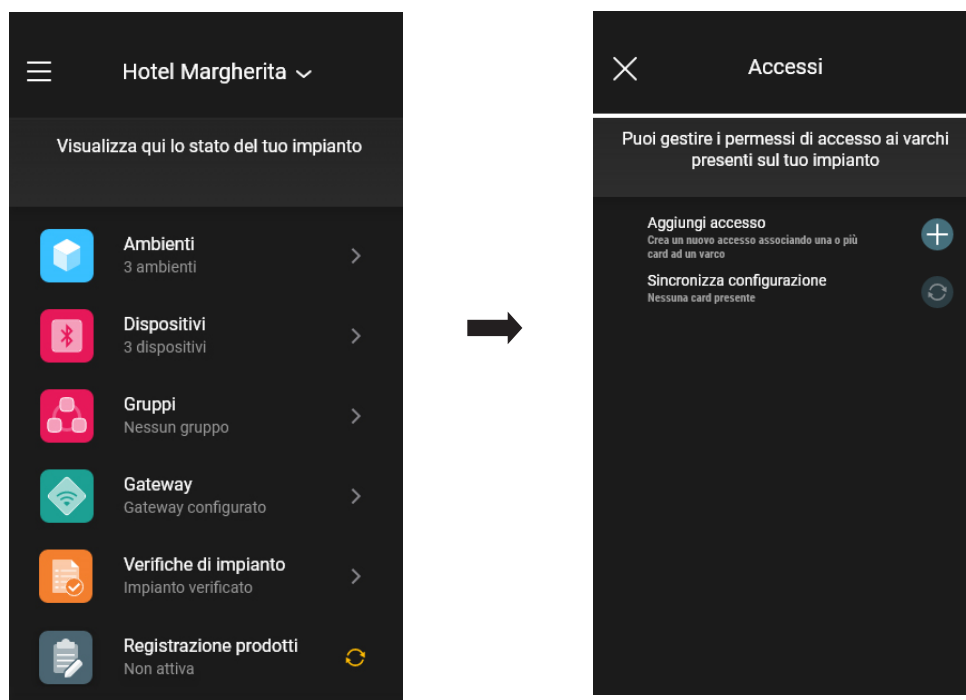 Hotel Margherita
Visualizza qui lo stato del tuo impianto
Ambienti
3 ambienti
Dispositivi
3 dispositivi
Gruppi
Nessun gruppo
Gateway
Gateway configurato
Verifiche di impianto
Impianto verificato
Registrazione prodotti
Non attiva
Accessi
Puoi gestire i permessi di accesso ai varchi
presenti sul tuo impianto
Aggiungi accesso
Crea un nuovo accesso associando una o più
card ad un varco
Sincronizza configurazione
Nessuna card presente